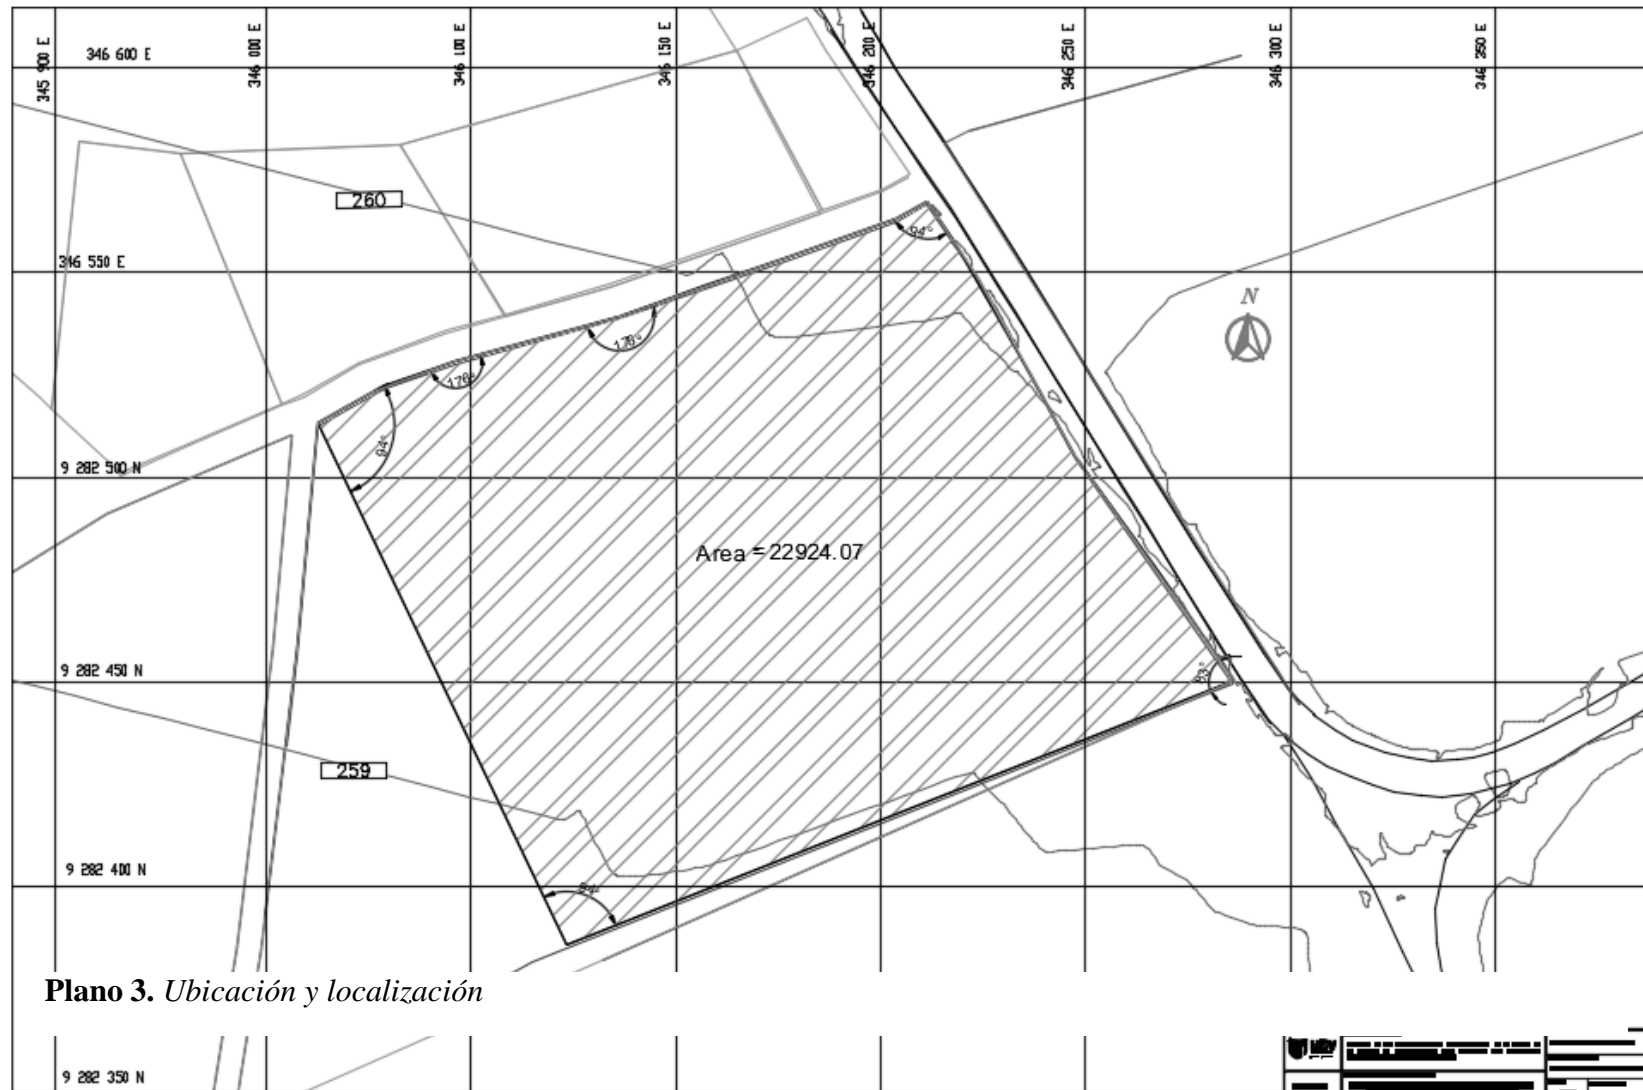 345 900 E
346 000 E
346 100 E
346 150 E
346 200 E
346 250 E
346 300 E
346 350 E
346 600 E
260
94°
346 550 E
N
178°
176°
94°
9 282 500 N
Area = 22924.07
9 282 450 N
83°
259
9 282 400 N
84°
Plano 3. Ubicación y localización
9 282 350 N